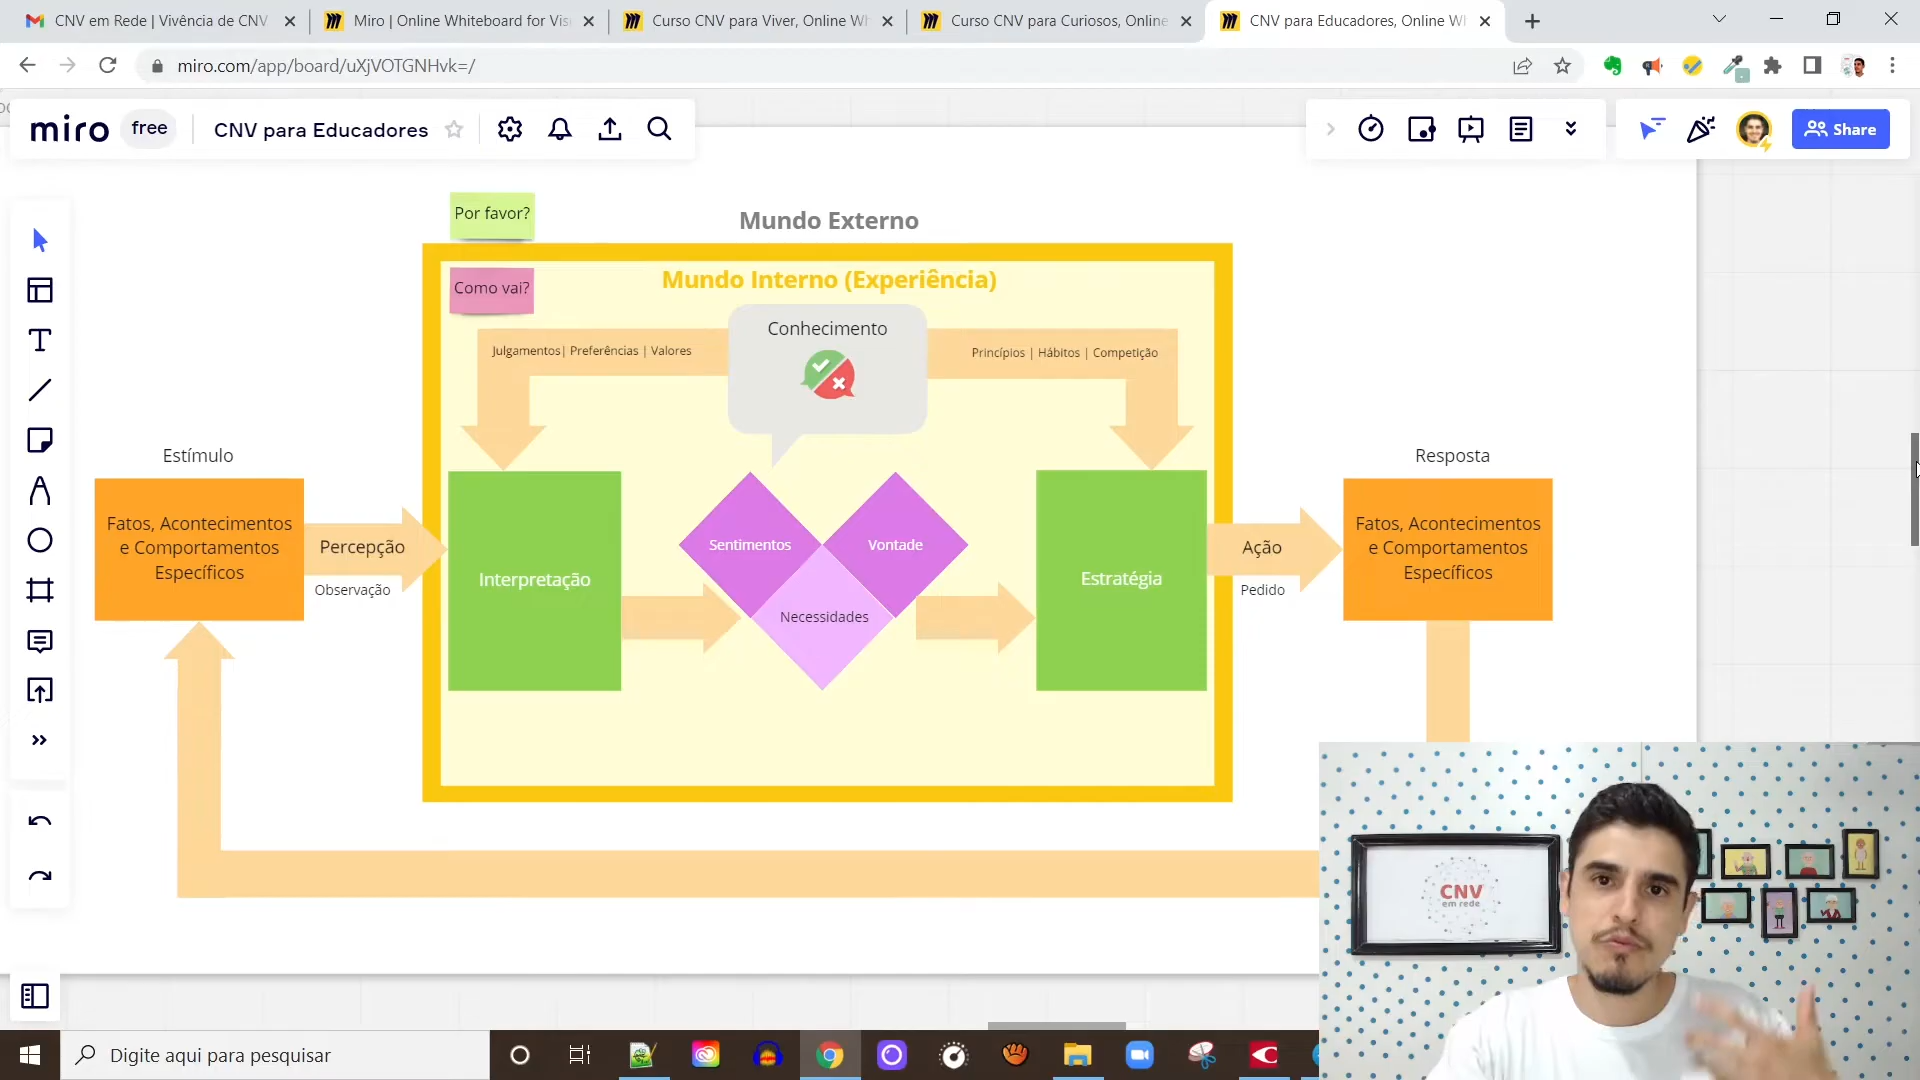 CNV em Rede | Vivência de CNV
Miro | Online Whiteboard for Vis
Curso CNV para Viver, Online Wh
Curso CNV para Curiosos, Online
CNV para Educadores, Online Wh
miro.com/app/board/uXjVOTGNHvk=/
miro
free
CNV para Educadores
Share
Por favor?
Mundo Externo
Como vai?
Mundo Interno (Experiência)
Conhecimento
Julgamentos| Preferências | Valores
Princípios | Hábitos | Competição
Estímulo
Resposta
Fatos, Acontecimentos
e Comportamentos
Específicos
Percepção
Observação
Interpretação
Sentimentos
Vontade
Necessidades
Estratégia
Ação
Pedido
Fatos, Acontecimentos
e Comportamentos
Específicos
CNV
em rede
Digite aqui para pesquisar